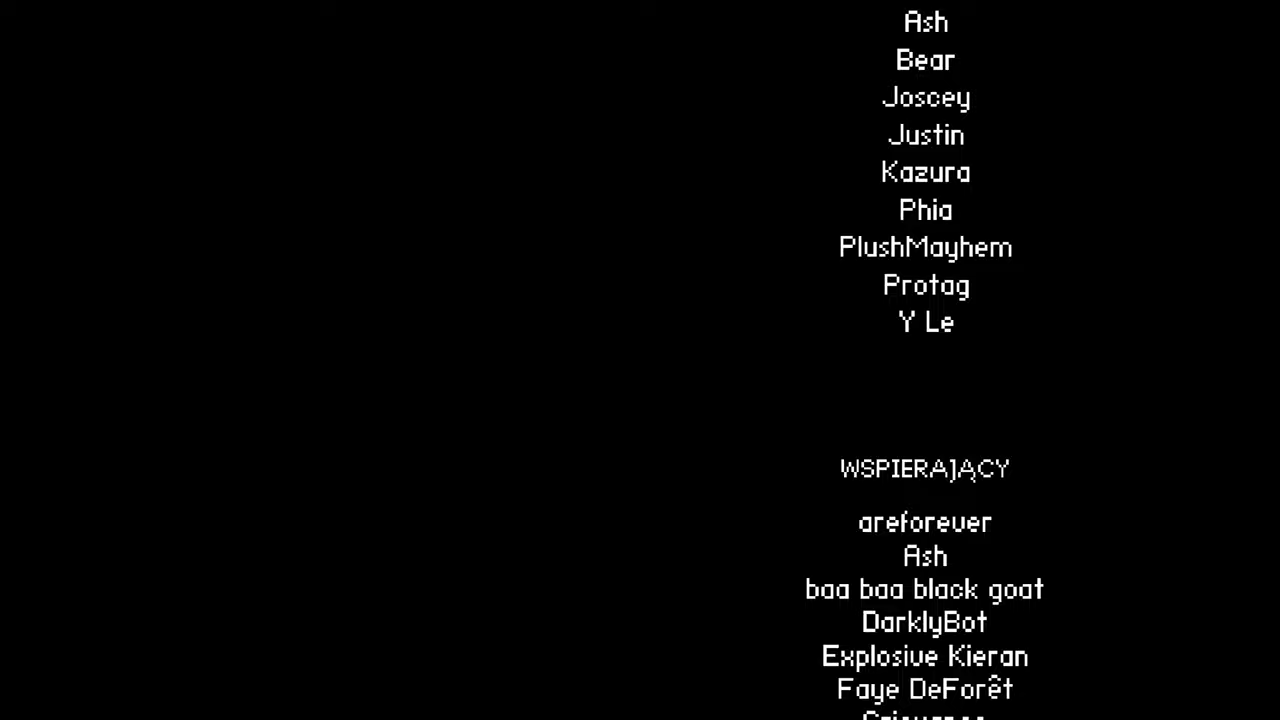 Ash
Bear
Joscey
Justin
Kazura
Phia
PlushMayhem
Protag
Y Le
WSPIERAJĄCY
areforever
Ash
baa baa black goat
DarklyBot
Explosive Kieran
Faye DeForêt